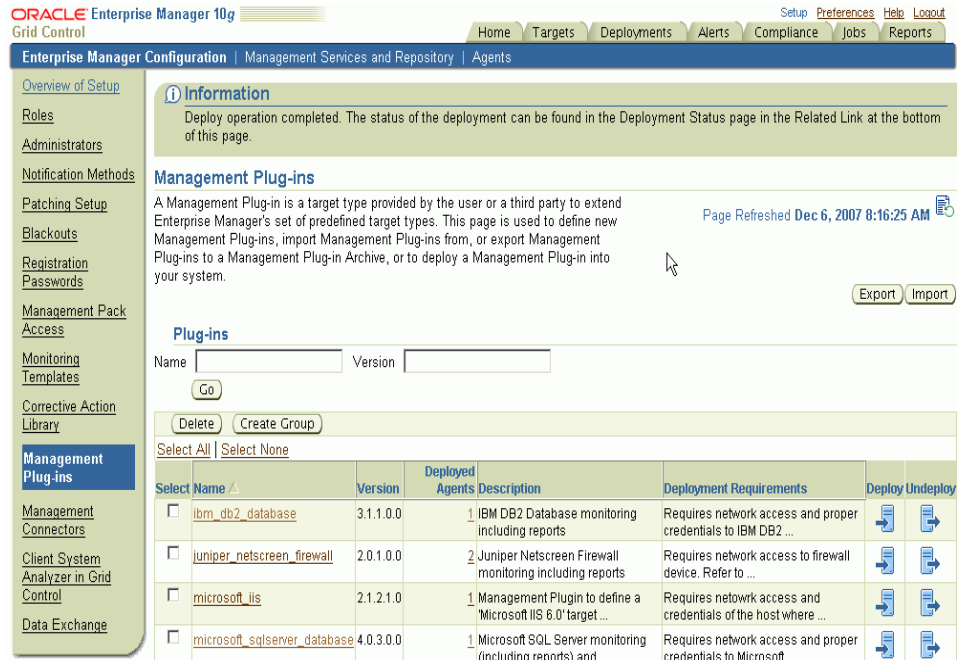 ORACLE Enterprise Manager 10g
Grid Control
Setup Preferences Help Logout
Home Targets Deployments Alerts Compliance Jobs Reports
Enterprise Manager Configuration | Management Services and Repository | Agents
Overview of Setup
Roles
Administrators
Notification Methods
Patching Setup
Blackouts
Registration
Passwords
Management Pack
Access
Monitoring
Templates
Corrective Action
Library
Management
Plug-ins
Management
Connectors
Client System
Analyzer in Grid
Control
Data Exchange
Information
Deploy operation completed. The status of the deployment can be found in the Deployment Status page in the Related Link at the bottom
of this page.
Management Plug-ins
A Management Plug-in is a target type provided by the user or a third party to extend
Enterprise Manager's set of predefined target types. This page is used to define new
Management Plug-ins, import Management Plug-ins from, or export Management
Plug-ins to a Management Plug-in Archive, or to deploy a Management Plug-in into
your system.
Page Refreshed Dec 6, 2007 8:16:25 AM
Export Import
Plug-ins
Name Version
Go
Delete Create Group
Select All | Select None
Select Name Version Deployed Agents Description Deployment Requirements Deploy Undeploy
ibm_db2_database 3.1.1.0.0 1 IBM DB2 Database monitoring Requires network access and proper
including reports credentials to IBM DB2 ...
juniper_netscreen_firewall 2.0.1.0.0 2 Juniper Netscreen Firewall Requires network access to firewall
monitoring including reports device. Refer to ...
microsoft_iis 2.1.2.1.0 1 Management Plugin to define a Requires netowrk access and
'Microsoft IIS 6.0' target ... credentials of the host where ...
microsoft_sqlserver_database 4.0.3.0.0 1 Microsoft SQL Server monitoring Requires network access and proper
(including reports) and credentials to Microsoft